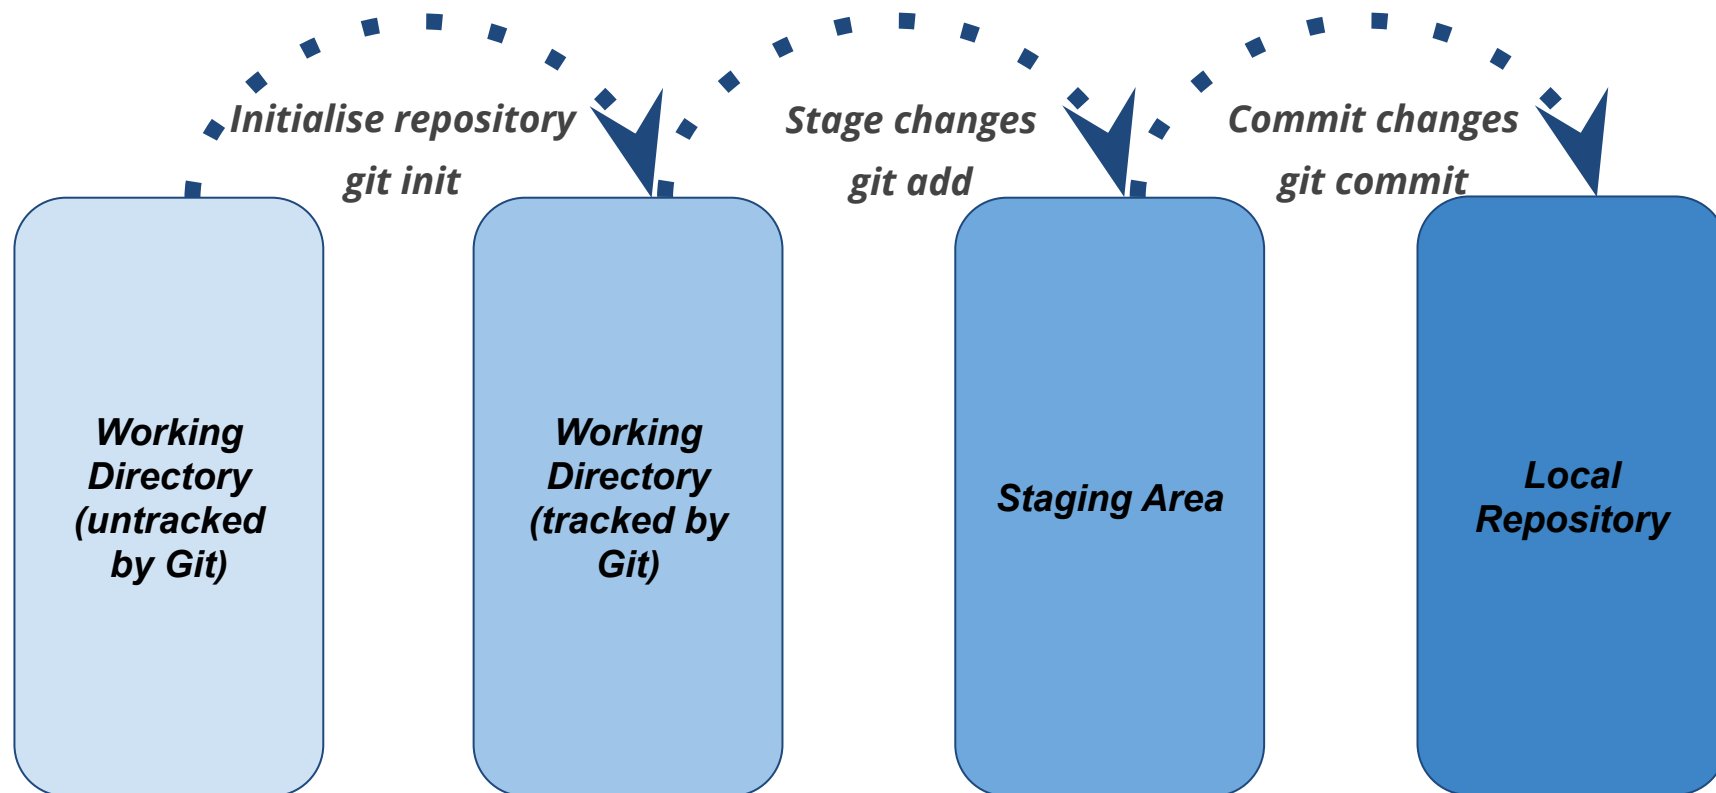 Initialise repository
git init
Stage changes
git add
Commit changes
git commit
Working
Directory
(untracked
by Git)
Working
Directory
(tracked by
Git)
Staging Area
Local
Repository